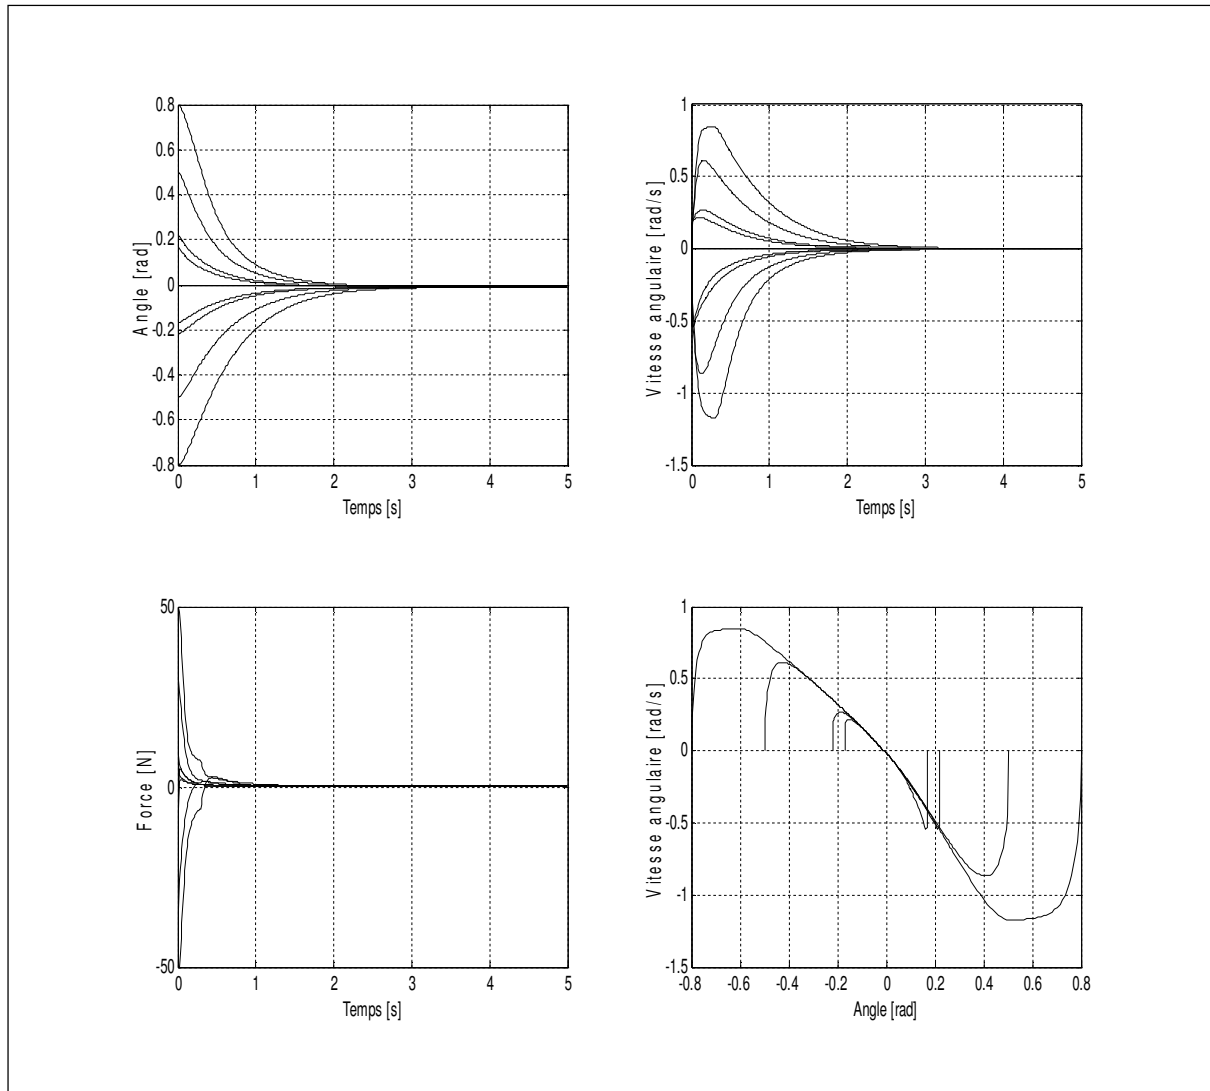 0.8
0.6
0.4
0.2
0
-0.2
-0.4
-0.6
-0.8
Angle [rad]
0 1 2 3 4 5
Temps [s]
1
0.5
0
-0.5
-1
-1.5
Vitesse angulaire [rad/s]
0 1 2 3 4 5
Temps [s]
50
0
-50
Force [N]
0 1 2 3 4 5
Temps [s]
1
0.5
0
-0.5
-1
-1.5
Vitesse angulaire [rad/s]
-0.8 -0.6 -0.4 -0.2 0 0.2 0.4 0.6 0.8
Angle [rad]